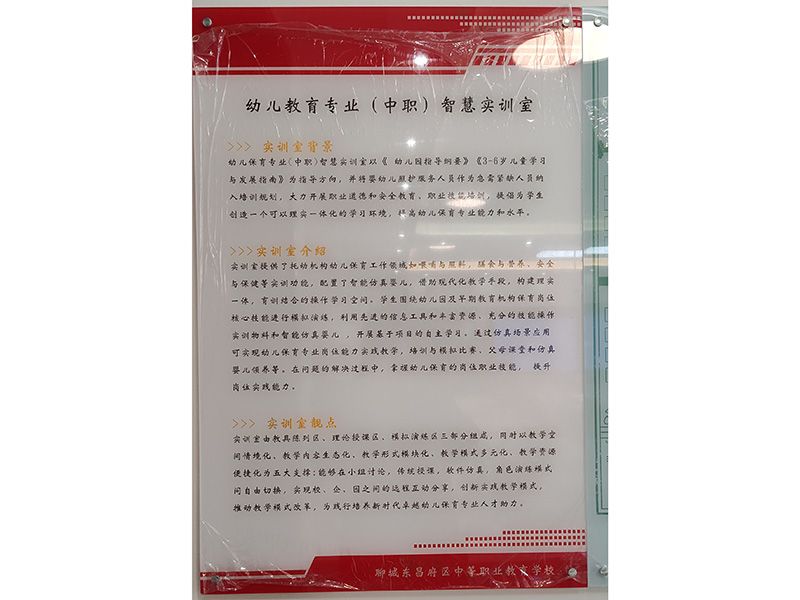 幼儿教育专业（中职）智慧实训室
>>> 实训室背景
幼儿保育专业(中职)智慧实训室以《 幼儿园指导纲要》《3-6岁儿童学习
与发展指南》为指导方向，并将婴幼儿照护服务人员作为急需紧缺人员纳
入培训规划，大力开展职业道德和安全教育、职业技能培训，提倡为学生
创造一个可以理实一体化的学习环境，提高幼儿保育专业能力和水平。
>>>实训室介绍
实训室提供了托幼机构幼儿保育工作领域如喂哺与照料，膳食与营养、安全
与保健等实训功能，配置了智能仿真婴儿，借助现代化教学手段，构建理实
一体，育训结合的操作学习空间。学生围绕幼儿园及早期教育机构保育岗位
核心技能进行模拟演练，利用先进的信息工具和丰富资源、充分的技能操作
实训物料和智能仿真婴儿 ，开展基于项目的自主学习。通过仿真场景应用
可实现幼儿保育专业岗位能力实践教学，培训与模拟比赛、父母课堂和仿真
婴儿领养等。在问题的解决过程中，掌握幼儿保育的岗位职业技能， 提升
岗位实践能力。
>>> 实训室靓点
实训室由教具陈列区、理论授课区、模拟演练区三部分组成，同时以教学空
间情境化、教学内容生态化、教学形式模块化、教学模式多元化、教学资源
便捷化为五大支撑;能够在小组讨论，传统授课，软件仿真，角色演练模式
间自由切换，实现校、企、园之间的远程互动分享，创新实践教学模式，
推动教学模式改革，为践行培养新时代卓越幼儿保育专业人才助力。
聊城东昌府区中等职业教育学校